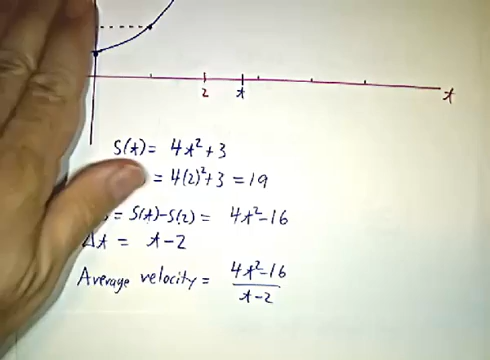 2 t t
S(t) = 4t²+3
= 4(2)²+3 = 19
= S(t)-S(2) = 4t²-16
Δt = t-2
Average velocity = 4t²-16 / t-2